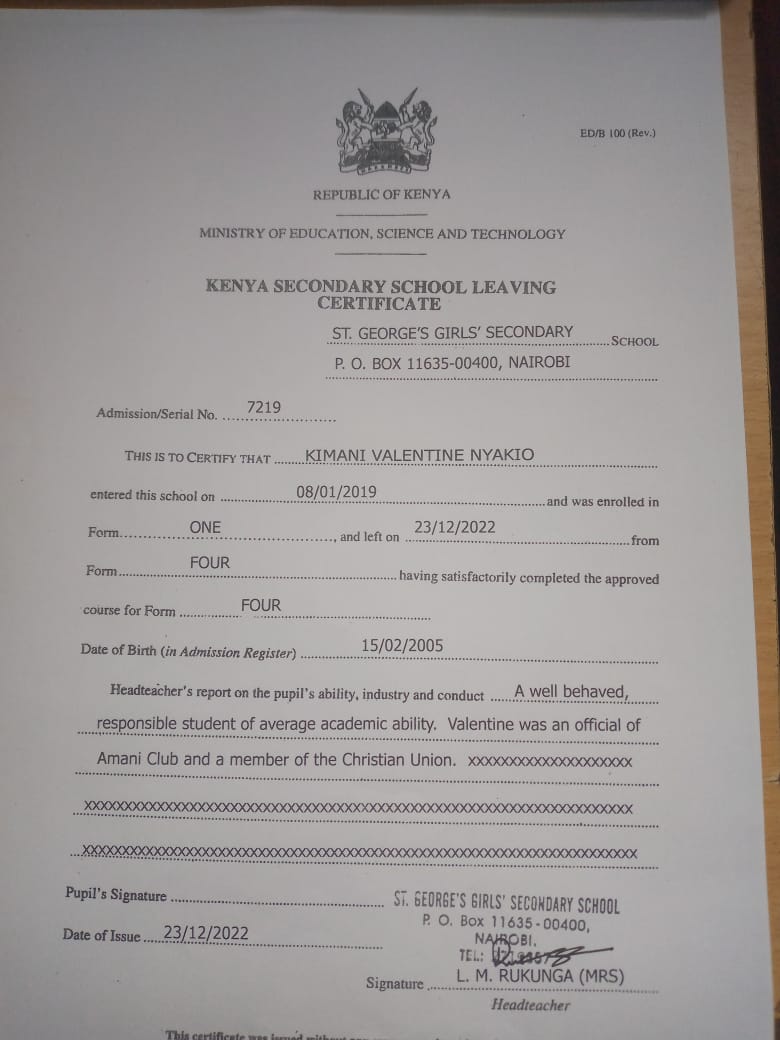 ED/B 100 (Rev.)
REPUBLIC OF KENYA
MINISTRY OF EDUCATION, SCIENCE AND TECHNOLOGY
KENYA SECONDARY SCHOOL LEAVING
CERTIFICATE
ST. GEORGE'S GIRLS' SECONDARY SCHOOL
P. O. BOX 11635-00400, NAIROBI
Admission/Serial No. 7219
THIS IS TO CERTIFY THAT KIMANI VALENTINE NYAKIO
entered this school on 08/01/2019 and was enrolled in
Form ONE, and left on 23/12/2022 from
Form FOUR having satisfactorily completed the approved
course for Form FOUR
Date of Birth (in Admission Register) 15/02/2005
Headteacher's report on the pupil's ability, industry and conduct A well behaved,
responsible student of average academic ability. Valentine was an official of
Amani Club and a member of the Christian Union. xxxxxxxxxxxxxxxxxxxxx
xxxxxxxxxxxxxxxxxxxxxxxxxxxxxxxxxxxxxxxxxxxxxxxxxxxxxxxxxxxxxxxxxxxxxx
xxxxxxxxxxxxxxxxxxxxxxxxxxxxxxxxxxxxxxxxxxxxxxxxxxxxxxxxxxxxxxxxxxxxxx
Pupil's Signature
ST. GEORGE'S GIRLS' SECONDARY SCHOOL
P. O. Box 11635-00400,
NAIROBI.
TEL:
Date of Issue 23/12/2022
Signature L. M. RUKUNGA (MRS)
Headteacher
This certificate was issued without any